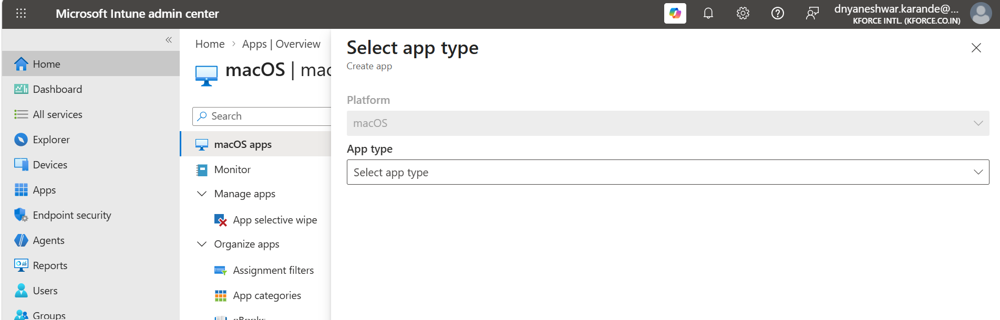 Microsoft Intune admin center
dnyaneshwar.karande@...
KFORCE INTL. (KFORCE.CO.IN)
Home
Dashboard
All services
Explorer
Devices
Apps
Endpoint security
Agents
Reports
Users
Groups
Home > Apps | Overview
macOS | mac
Search
macOS apps
Monitor
Manage apps
App selective wipe
Organize apps
Assignment filters
App categories
eBooks
Select app type
Create app
Platform
macOS
App type
Select app type